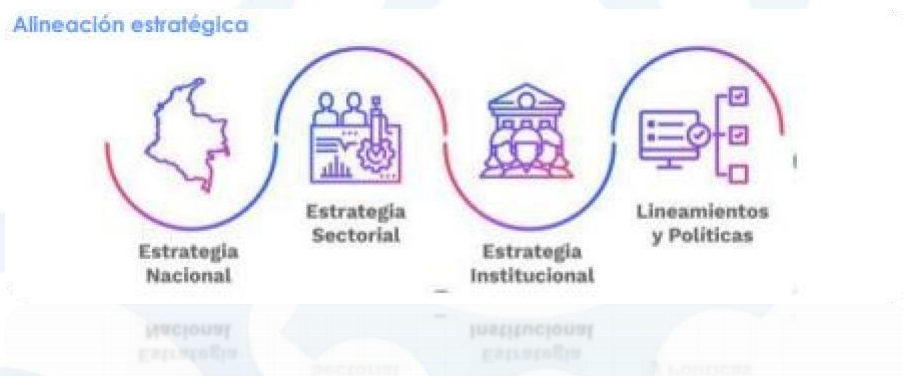 Alineación estratégica
Estrategia
Nacional
Estrategia
Sectorial
Estrategia
Institucional
Lineamientos
y Políticas